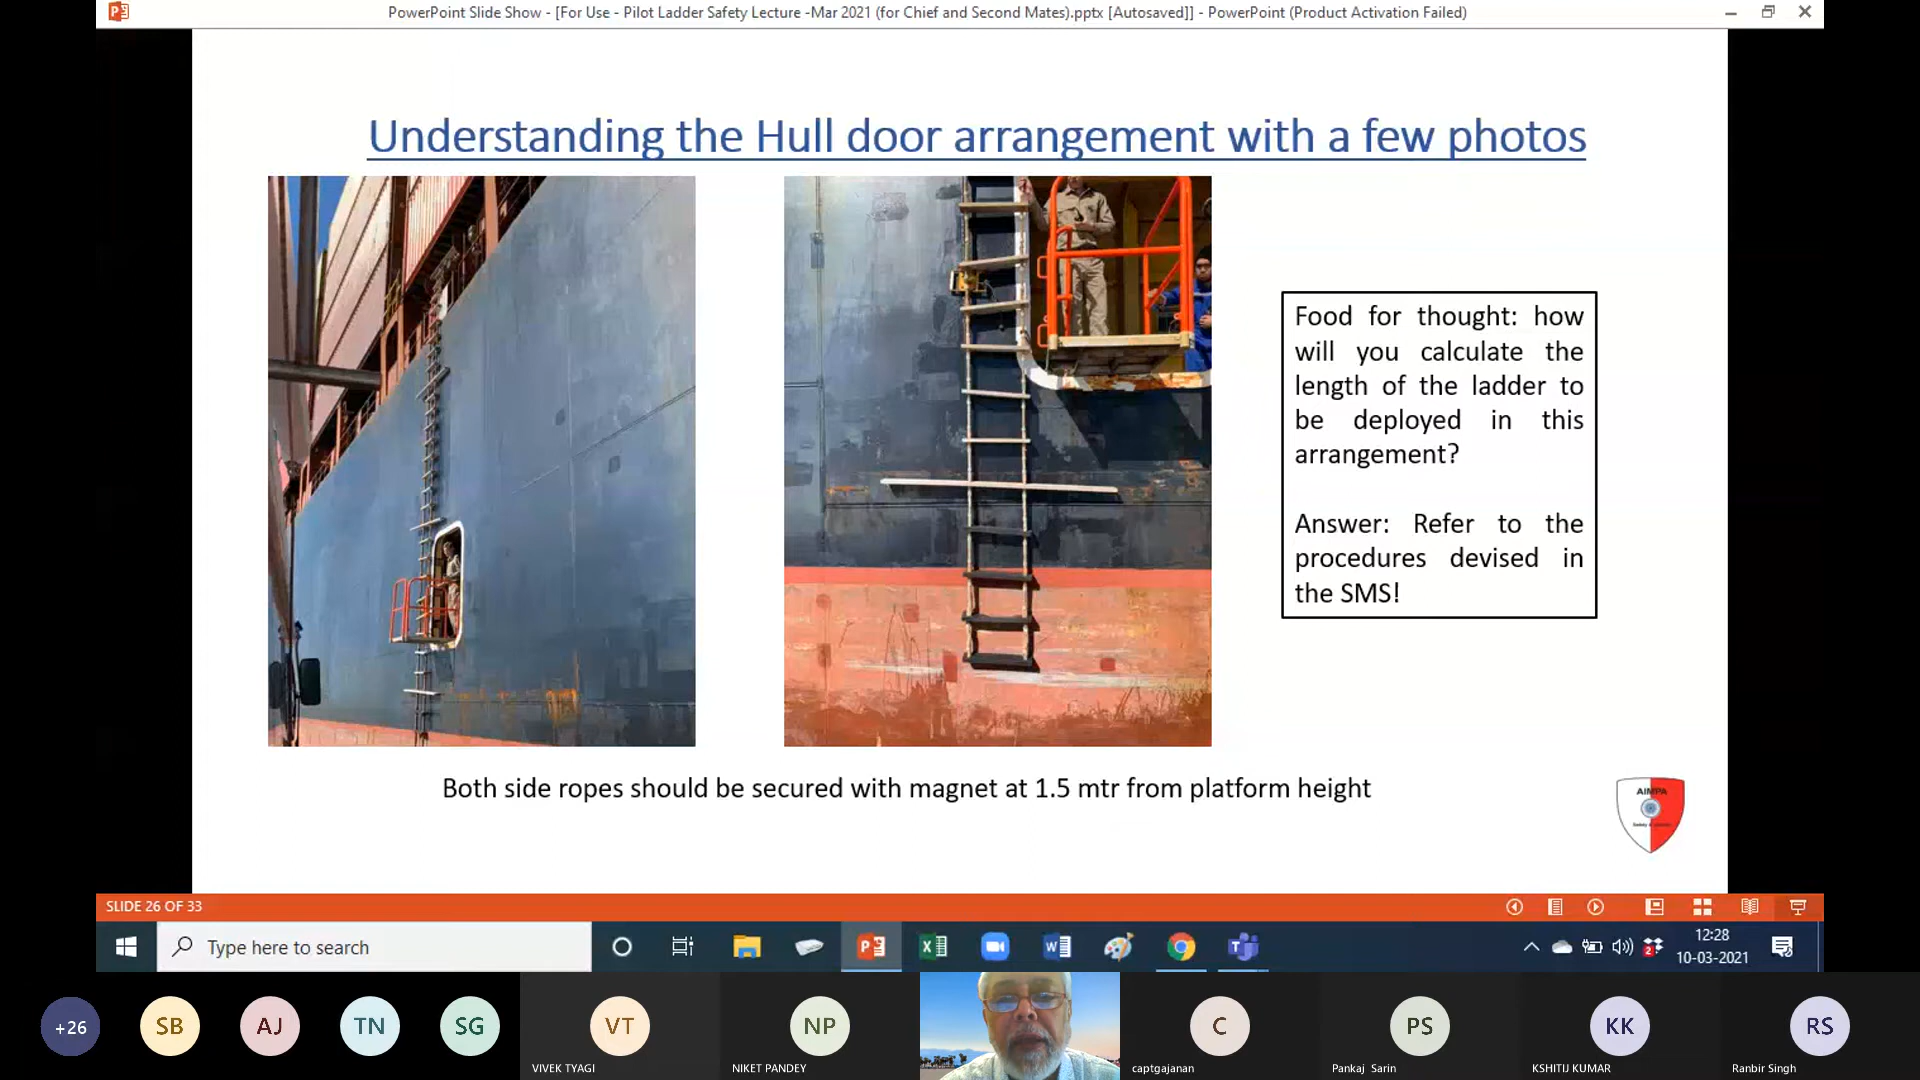 PowerPoint Slide Show - [For Use - Pilot Ladder Safety Lecture -Mar 2021 (for Chief and Second Mates).pptx [Autosaved]] - PowerPoint (Product Activation Failed)
Understanding the Hull door arrangement with a few photos
Food for thought: how
will you calculate the
length of the ladder to
be deployed in this
arrangement?
Answer: Refer to the
procedures devised in
the SMS!
Both side ropes should be secured with magnet at 1.5 mtr from platform height
AIMPA
SLIDE 26 OF 33
Type here to search
12:28
10-03-2021
2
+26
SB
AJ
TN
SG
VT
NP
C
PS
KK
RS
VIVEK TYAGI
NIKET PANDEY
captgajanan
Pankaj Sarin
KSHITIJ KUMAR
Ranbir Singh